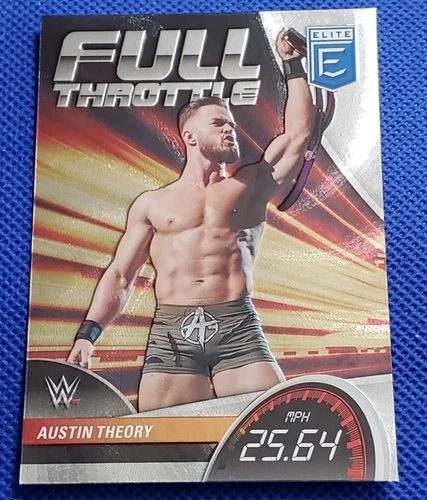 FULL
THROTTLE
ELITE
E
W
AUSTIN THEORY
MPH
25.64